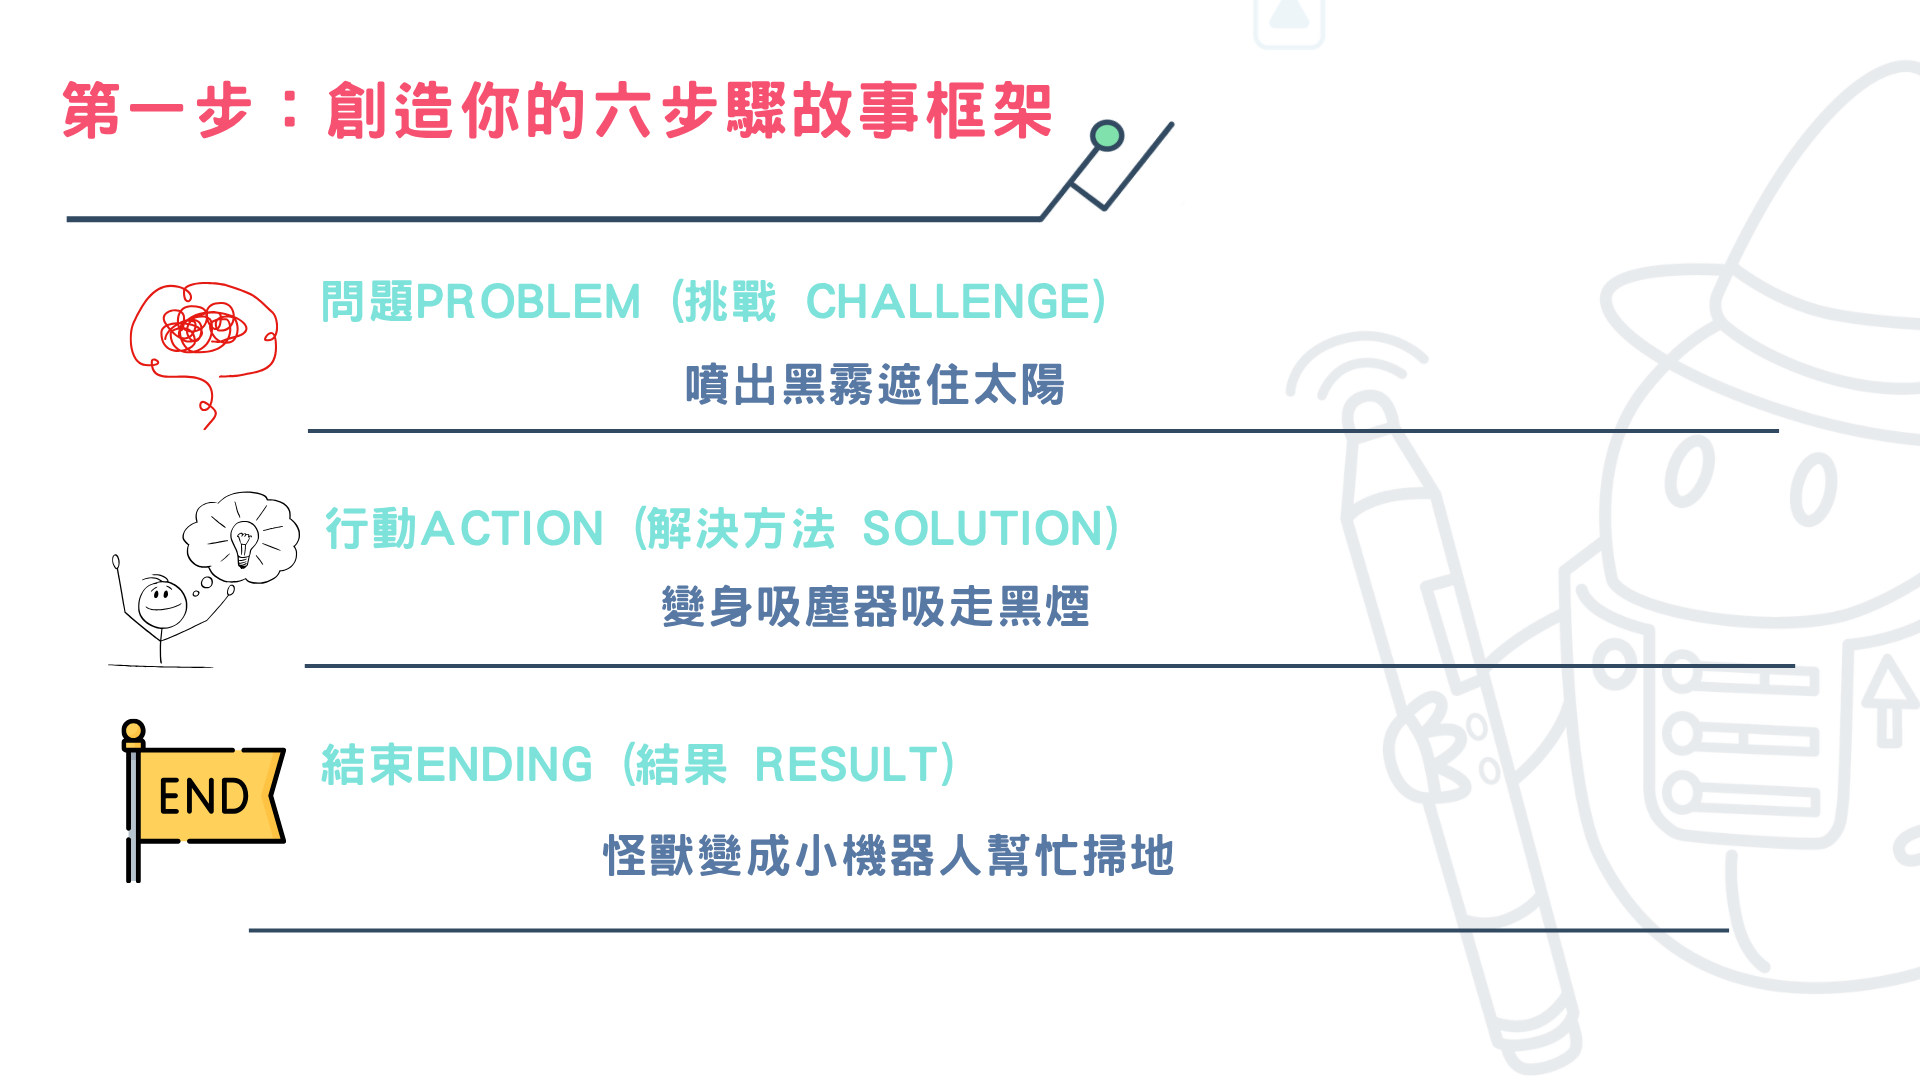 第一步：創造你的六步驟故事框架
問題PROBLEM (挑戰 CHALLENGE)
噴出黑霧遮住太陽
行動ACTION (解決方法 SOLUTION)
變身吸塵器吸走黑煙
END
結束ENDING (結果 RESULT)
怪獸變成小機器人幫忙掃地